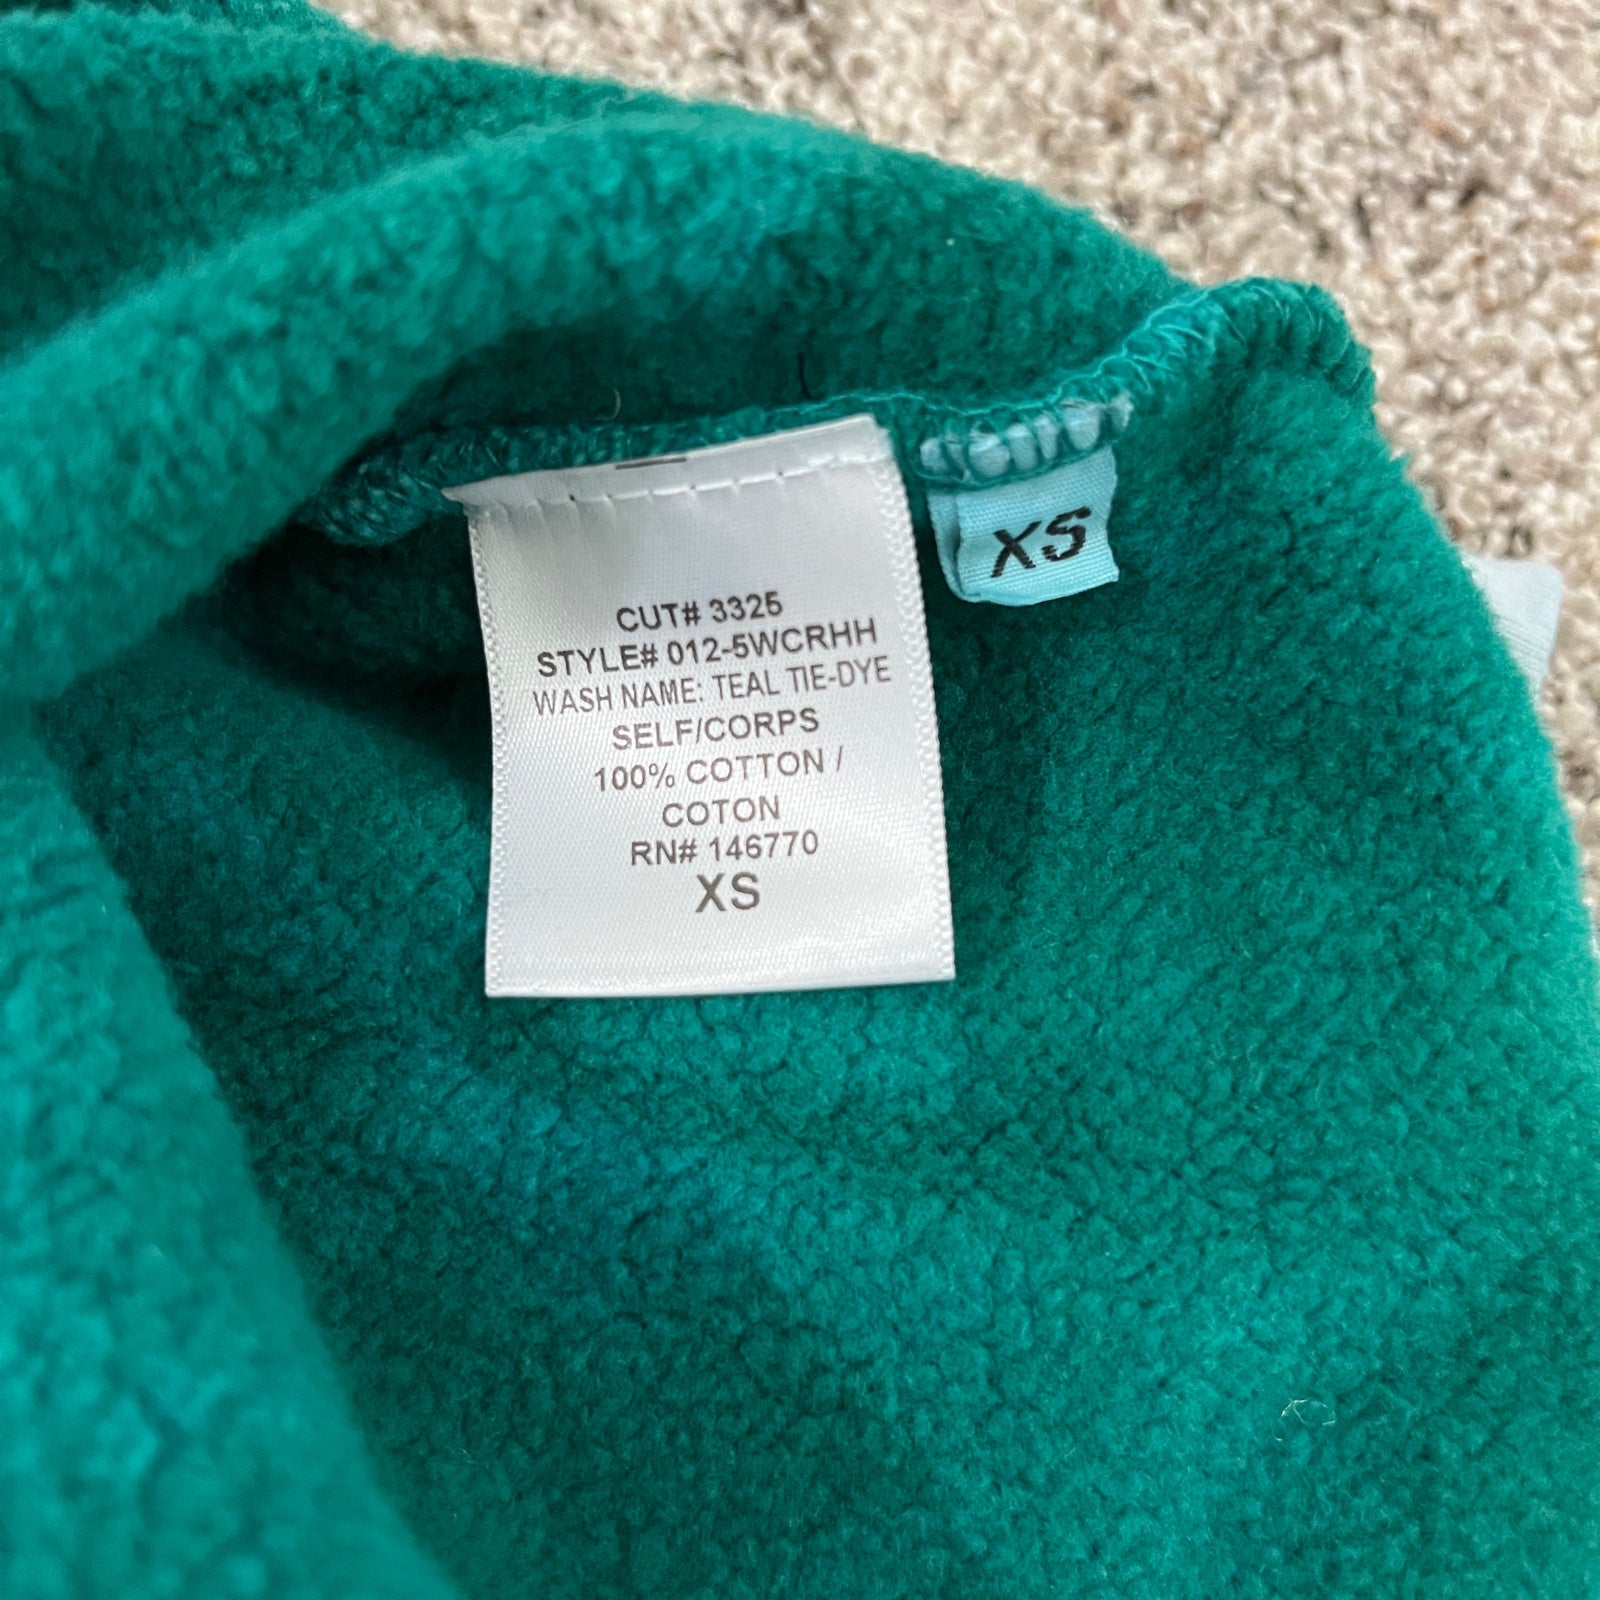 CUT# 3325
STYLE# 012-5WCRHH
WASH NAME: TEAL TIE-DYE
SELF/CORPS
100% COTTON /
COTON
RN# 146770
XS
XS